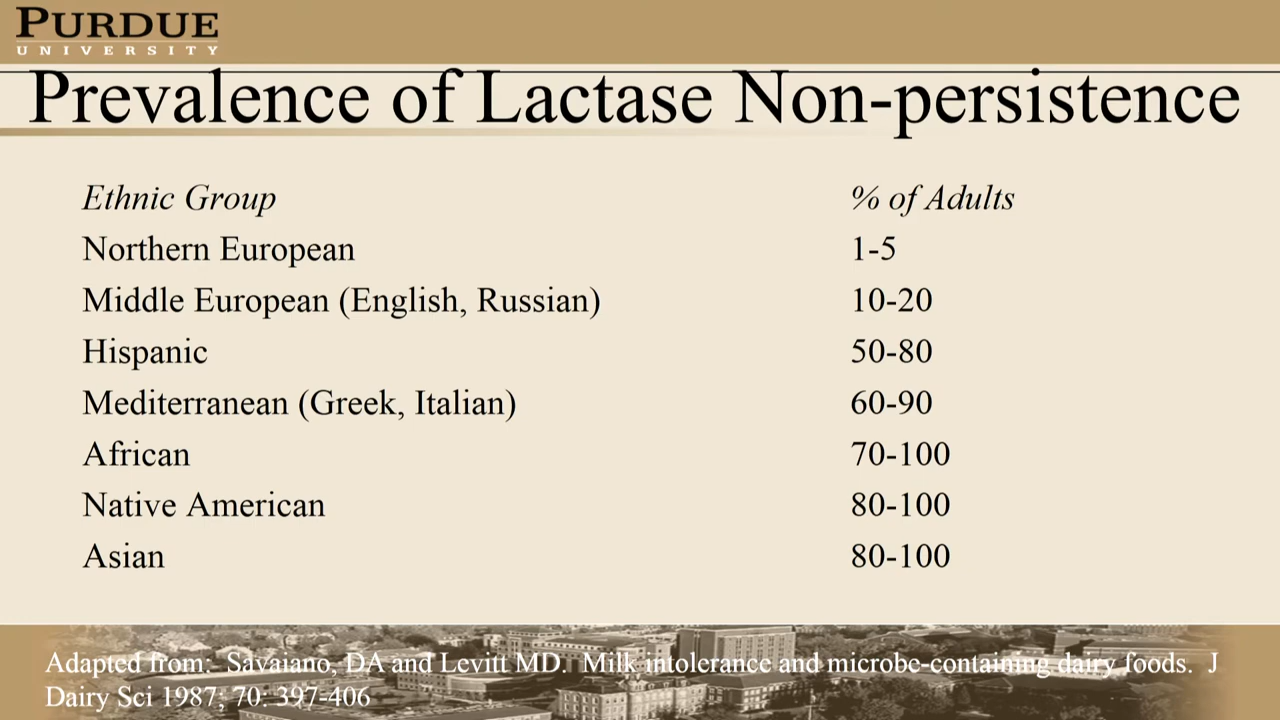 PURDUE
UNIVERSITY
Prevalence of Lactase Non-persistence
Ethnic Group % of Adults
Northern European 1-5
Middle European (English, Russian) 10-20
Hispanic 50-80
Mediterranean (Greek, Italian) 60-90
African 70-100
Native American 80-100
Asian 80-100
Adapted from: Savaiano, DA and Levitt MD. Milk intolerance and microbe-containing dairy foods. J
Dairy Sci 1987; 70: 397-406